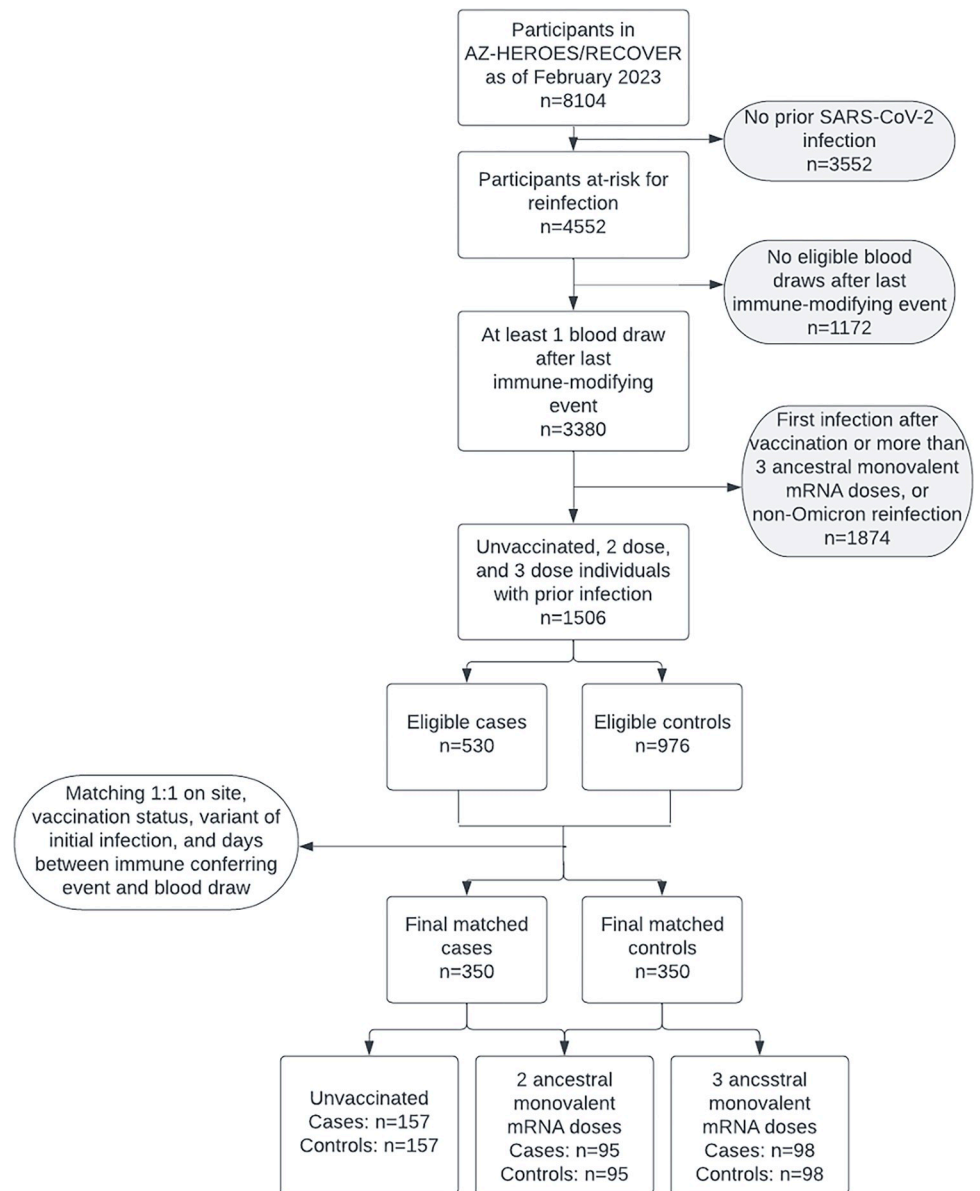 Participants in
AZ-HEROES/RECOVER
as of February 2023
n=8104
No prior SARS-CoV-2
infection
n=3552
Participants at-risk for
reinfection
n=4552
No eligible blood
draws after last
immune-modifying event
n=1172
At least 1 blood draw
after last
immune-modifying
event
n=3380
First infection after
vaccination or more than
3 ancestral monovalent
mRNA doses, or
non-Omicron reinfection
n=1874
Unvaccinated, 2 dose,
and 3 dose individuals
with prior infection
n=1506
Eligible cases
n=530
Eligible controls
n=976
Matching 1:1 on site,
vaccination status, variant of
initial infection, and days
between immune conferring
event and blood draw
Final matched
cases
n=350
Final matched
controls
n=350
Unvaccinated
Cases: n=157
Controls: n=157
2 ancestral
monovalent
mRNA doses
Cases: n=95
Controls: n=95
3 ancsstral
monovalent
mRNA doses
Cases: n=98
Controls: n=98